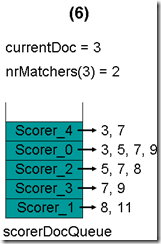 (6)
currentDoc = 3
nrMatchers(3) = 2
Scorer_4 3, 7
Scorer_0 3, 5, 7, 9
Scorer_2 5, 7, 8
Scorer_3 7, 9
Scorer_1 8, 11
scorerDocQueue